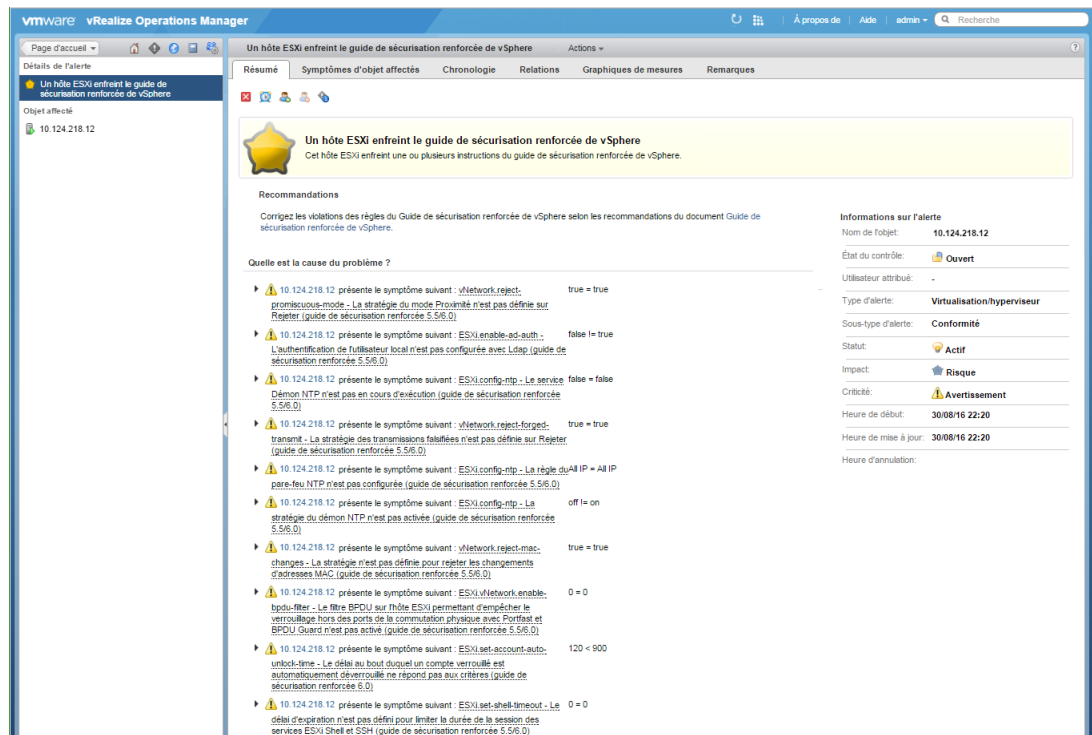 vmware vRealize Operations Manager
À propos de
Aide
admin
Recherche
Page d'accueil
Détails de l'alerte
Un hôte ESXi enfreint le guide de
sécurisation renforcée de vSphere
Objet affecté
10.124.218.12
Un hôte ESXi enfreint le guide de sécurisation renforcée de vSphere
Actions
Résumé
Symptômes d'objet affectés
Chronologie
Relations
Graphiques de mesures
Remarques
Un hôte ESXi enfreint le guide de sécurisation renforcée de vSphere
Cet hôte ESXi enfreint une ou plusieurs instructions du guide de sécurisation renforcée de vSphere.
Recommandations
Corrigez les violations des règles du Guide de sécurisation renforcée de vSphere selon les recommandations du document Guide de
sécurisation renforcée de vSphere.
Quelle est la cause du problème ?
10.124.218.12 présente le symptôme suivant : vNetwork.reject-
promiscuous-mode - La stratégie du mode Proximité n'est pas définie sur
Rejeter (guide de sécurisation renforcée 5.5/6.0)
true = true
10.124.218.12 présente le symptôme suivant : ESXi.enable-ad-auth -
L'authentification de l'utilisateur local n'est pas configurée avec Ldap (guide de
sécurisation renforcée 5.5/6.0)
false != true
10.124.218.12 présente le symptôme suivant : ESXi.config-ntp - Le service
Démon NTP n'est pas en cours d'exécution (guide de sécurisation renforcée
5.5/6.0)
false = false
10.124.218.12 présente le symptôme suivant : vNetwork.reject-forged-
transmit - La stratégie des transmissions falsifiées n'est pas définie sur Rejeter
(guide de sécurisation renforcée 5.5/6.0)
true = true
10.124.218.12 présente le symptôme suivant : ESXi.config-ntp - La règle du
pare-feu NTP n'est pas configurée (guide de sécurisation renforcée 5.5/6.0)
All IP = All IP
10.124.218.12 présente le symptôme suivant : ESXi.config-ntp - La
stratégie du démon NTP n'est pas activée (guide de sécurisation renforcée
5.5/6.0)
off != on
10.124.218.12 présente le symptôme suivant : vNetwork.reject-mac-
changes - La stratégie n'est pas définie pour rejeter les changements
d'adresses MAC (guide de sécurisation renforcée 5.5/6.0)
true = true
10.124.218.12 présente le symptôme suivant : ESXi.vNetwork.enable-
bpdu-filter - Le filtre BPDU sur l'hôte ESXi permettant d'empêcher le
verrouillage hors des ports de la commutation physique avec Portfast et
BPDU Guard n'est pas activé (guide de sécurisation renforcée 5.5/6.0)
0 = 0
10.124.218.12 présente le symptôme suivant : ESXi.set-account-auto-
unlock-time - Le délai au bout duquel un compte verrouillé est
automatiquement déverrouillé ne répond pas aux critères (guide de
sécurisation renforcée 6.0)
120 < 900
10.124.218.12 présente le symptôme suivant : ESXi.set-shell-timeout - Le
délai d'expiration n'est pas défini pour limiter la durée de la session des
services ESXi Shell et SSH (guide de sécurisation renforcée 5.5/6.0)
0 = 0
Informations sur l'alerte
Nom de l'objet: 10.124.218.12
État du contrôle: Ouvert
Utilisateur attribué: -
Type d'alerte: Virtualisation/hyperviseur
Sous-type d'alerte: Conformité
Statut: Actif
Impact: Risque
Criticité: Avertissement
Heure de début: 30/08/16 22:20
Heure de mise à jour: 30/08/16 22:20
Heure d'annulation: